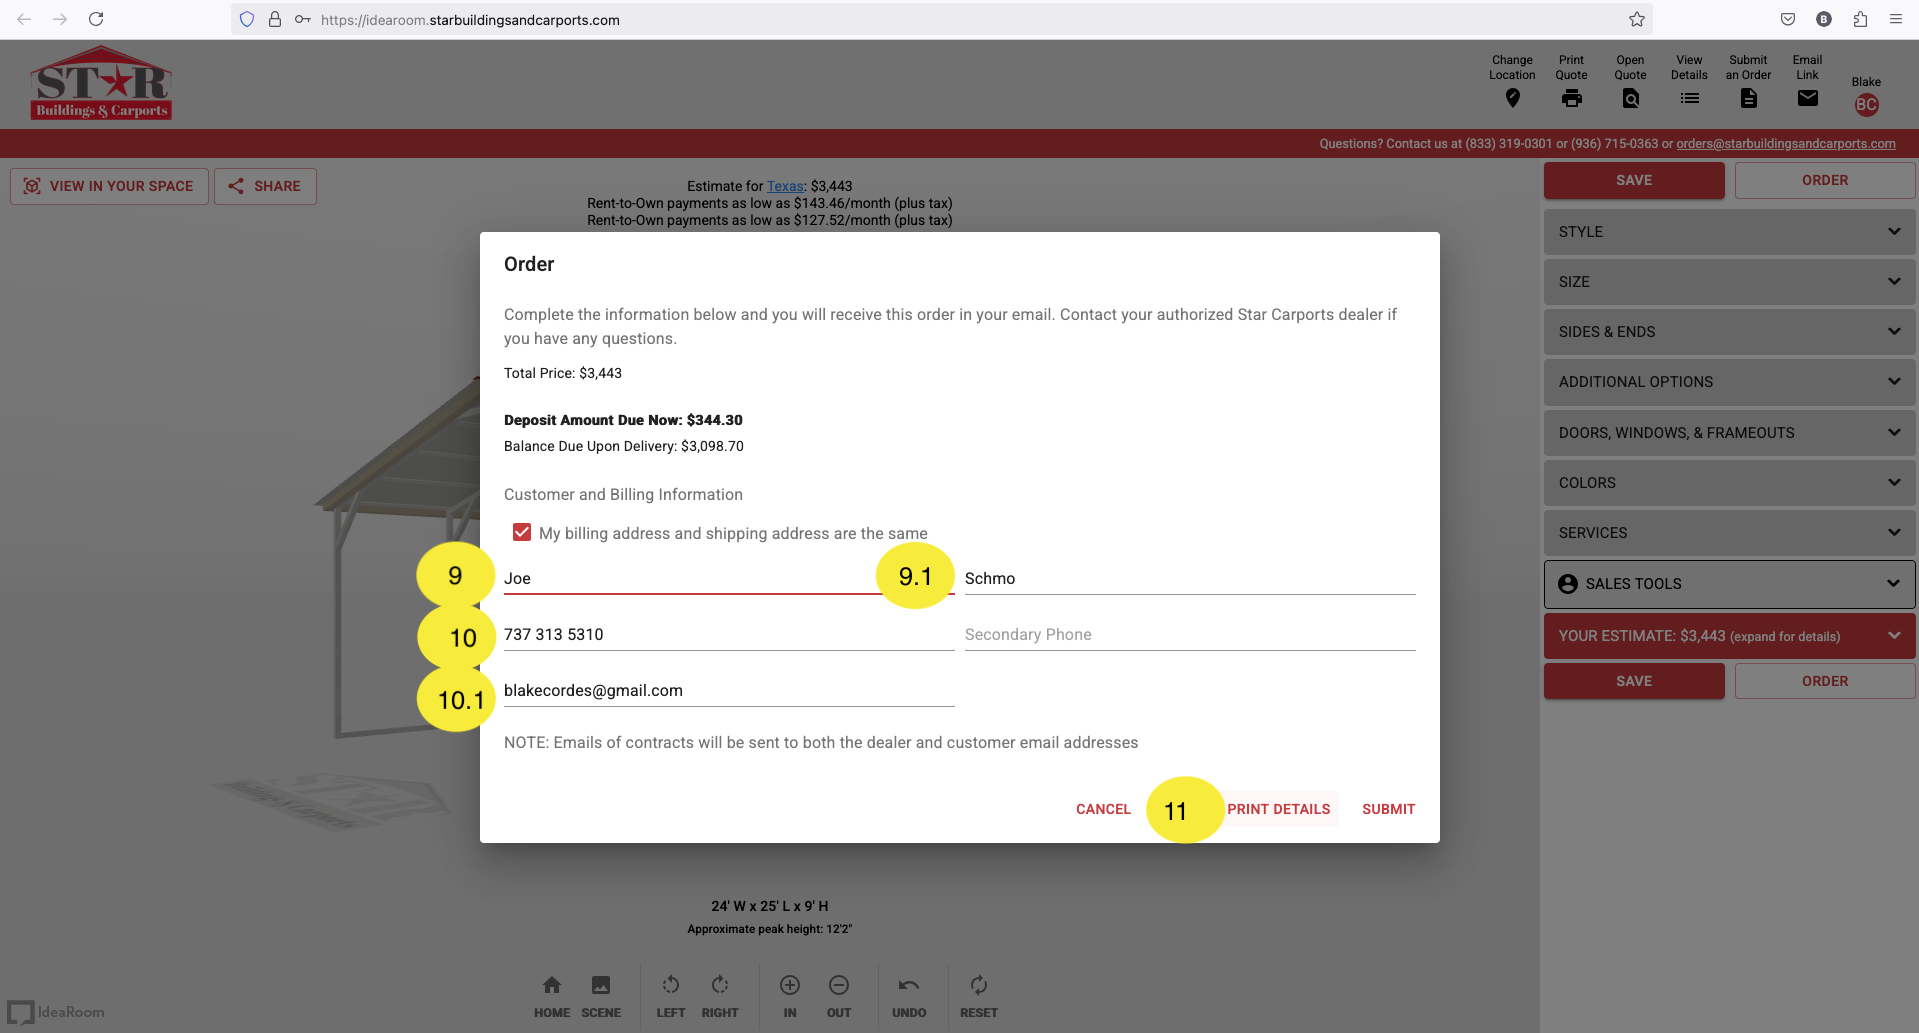 https://idearoom.starbuildingsandcarports.com
B
STAR
Buildings & Carports
Change Location
Print Quote
Open Quote
View Details
Submit an Order
Email Link
Blake
BC
Questions? Contact us at (833) 319-0301 or (936) 715-0363 or orders@starbuildingsandcarports.com
VIEW IN YOUR SPACE
SHARE
Estimate for Texas: $3,443
Rent-to-Own payments as low as $143.46/month (plus tax)
Rent-to-Own payments as low as $127.52/month (plus tax)
Order
Complete the information below and you will receive this order in your email. Contact your authorized Star Carports dealer if
you have any questions.
Total Price: $3,443
Deposit Amount Due Now: $344.30
Balance Due Upon Delivery: $3,098.70
Customer and Billing Information
My billing address and shipping address are the same
9
Joe
9.1
Schmo
10
737 313 5310
Secondary Phone
10.1
blakecordes@gmail.com
NOTE: Emails of contracts will be sent to both the dealer and customer email addresses
CANCEL
11
PRINT DETAILS
SUBMIT
24' W x 25' L x 9' H
Approximate peak height: 12'2"
HOME
SCENE
LEFT
RIGHT
IN
OUT
UNDO
RESET
IdeaRoom
SAVE
ORDER
STYLE
SIZE
SIDES & ENDS
ADDITIONAL OPTIONS
DOORS, WINDOWS, & FRAMEOUTS
COLORS
SERVICES
SALES TOOLS
YOUR ESTIMATE: $3,443 (expand for details)
SAVE
ORDER